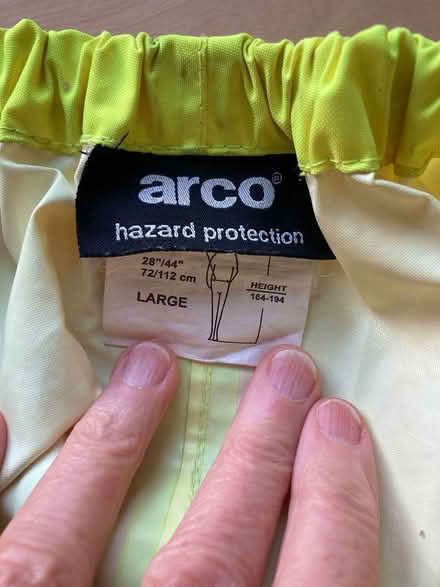 arco®
hazard protection
28"/44"
72/112 cm
LARGE
HEIGHT
164-194